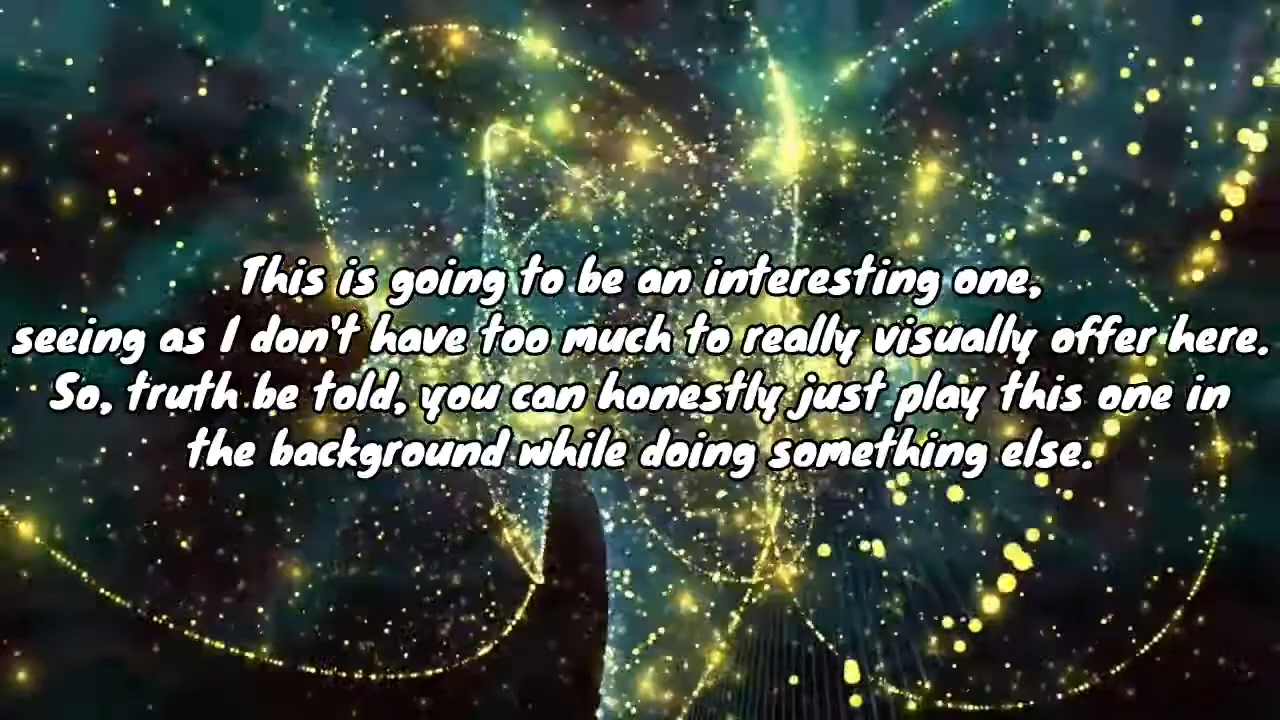 This is going to be an interesting one,
seeing as I don't have too much to really visually offer here.
So, truth be told, you can honestly just play this one in
the background while doing something else.